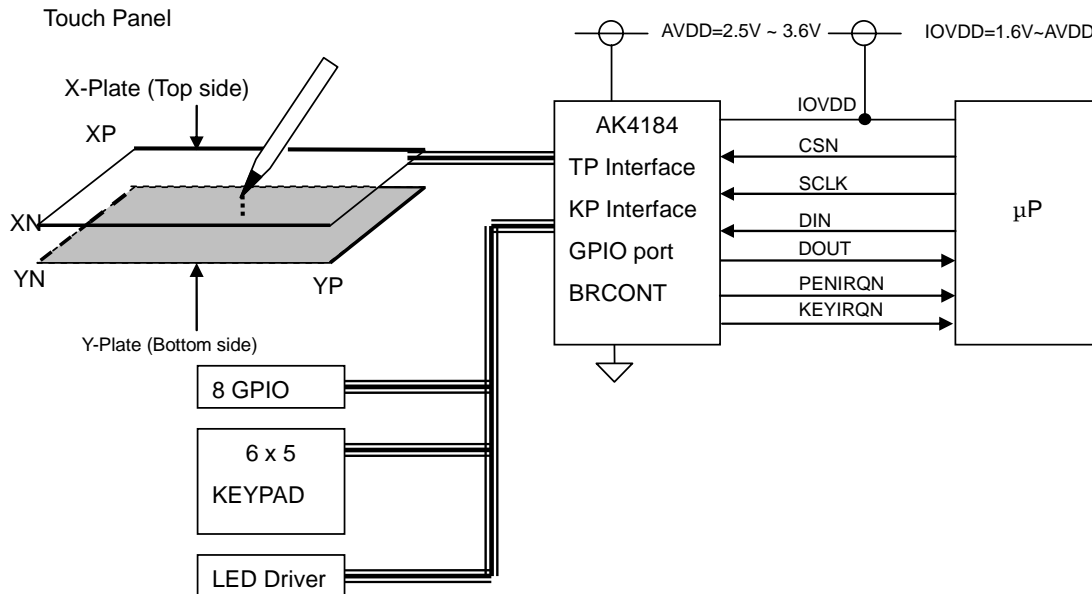 Touch Panel
AVDD=2.5V ~ 3.6V
IOVDD=1.6V~AVDD
X-Plate (Top side)
XP
XN
YN
YP
Y-Plate (Bottom side)
AK4184
TP Interface
KP Interface
GPIO port
BRCONT
IOVDD
CSN
SCLK
DIN
DOUT
PENIRQN
KEYIRQN
µP
8 GPIO
6 x 5
KEYPAD
LED Driver